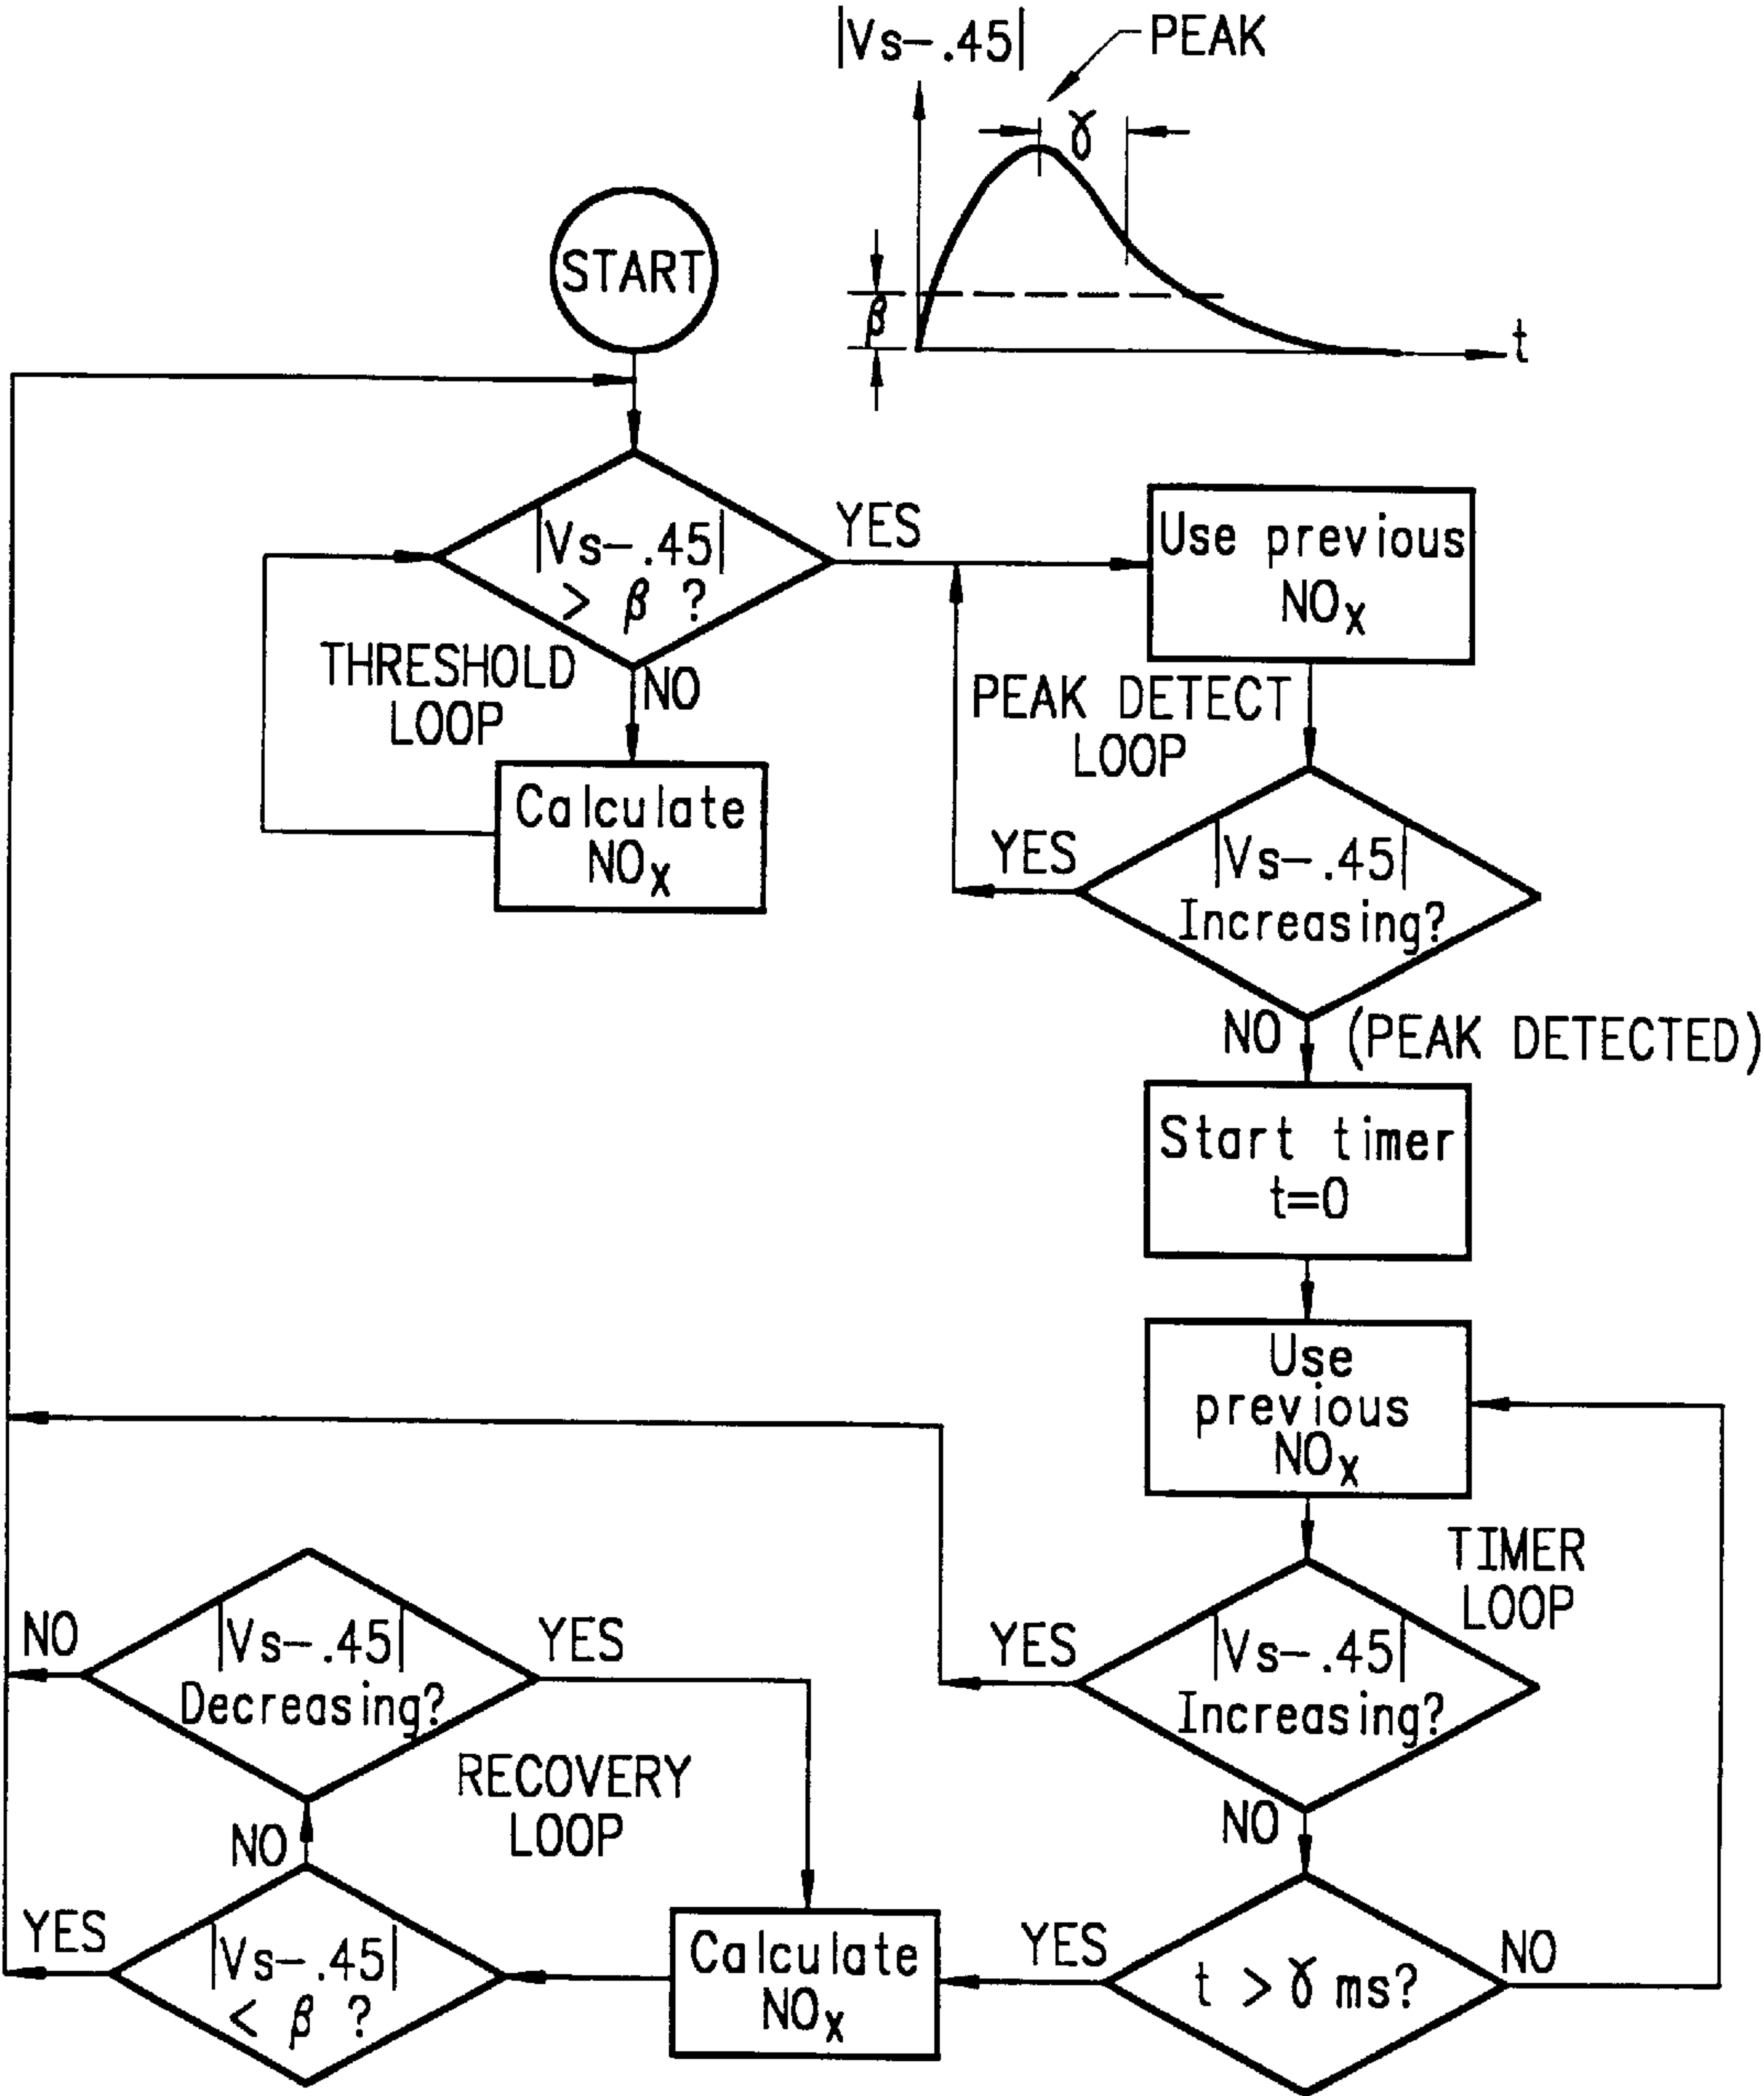 |Vs-.45|
PEAK
γ
β
t
START
|Vs-.45|
> β ?
YES
NO
THRESHOLD
LOOP
Calculate
NOx
Use previous
NOx
PEAK DETECT
LOOP
YES
|Vs-.45|
Increasing?
NO
(PEAK DETECTED)
Start timer
t=0
Use
previous
NOx
TIMER
LOOP
YES
|Vs-.45|
Increasing?
NO
t > γ ms?
NO
YES
Calculate
NOx
RECOVERY
LOOP
|Vs-.45|
< β ?
YES
NO
|Vs-.45|
Decreasing?
NO
YES